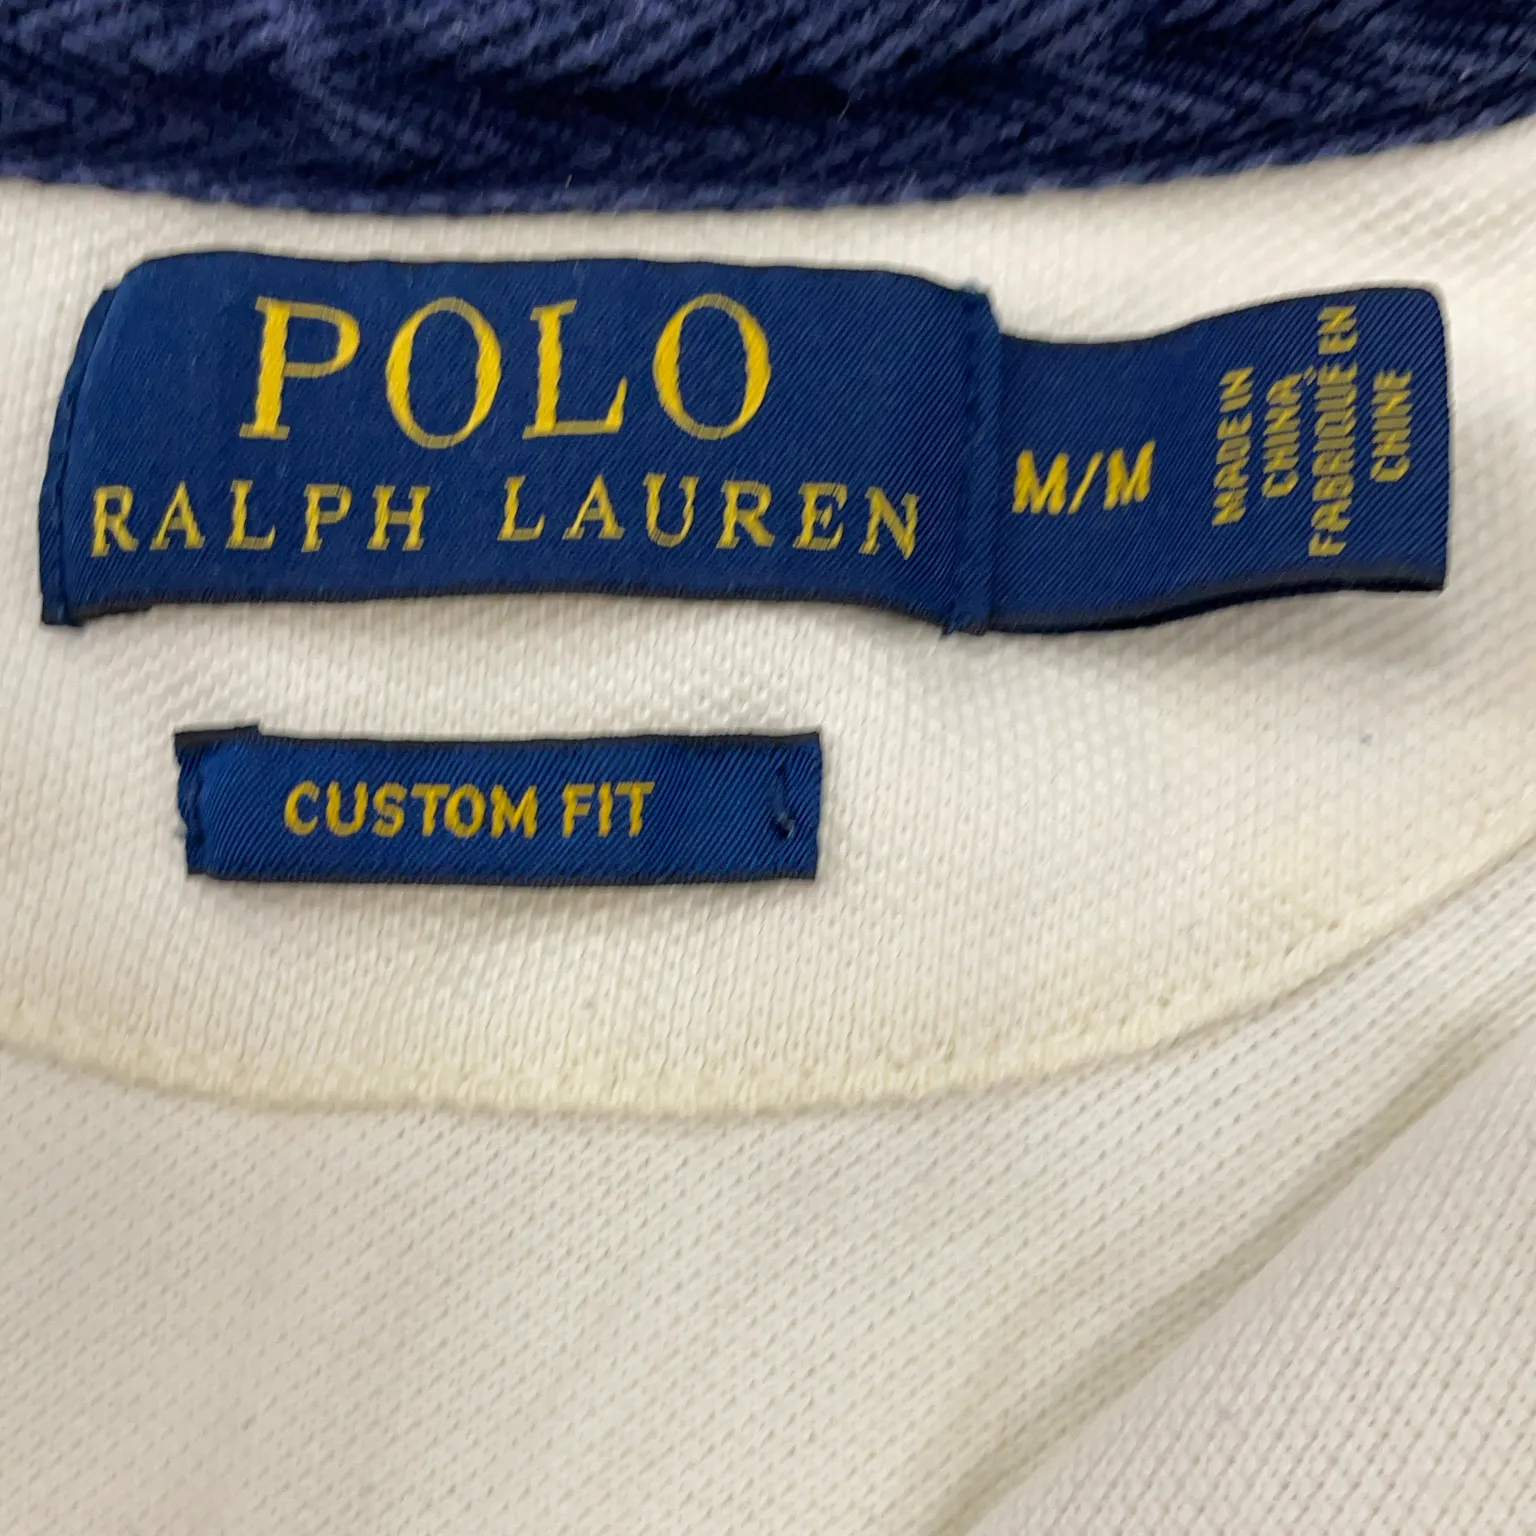 POLO
RALPH LAUREN
M/M
MADE IN
CHINA
FABRIQUÉ EN
CHINE
CUSTOM FIT